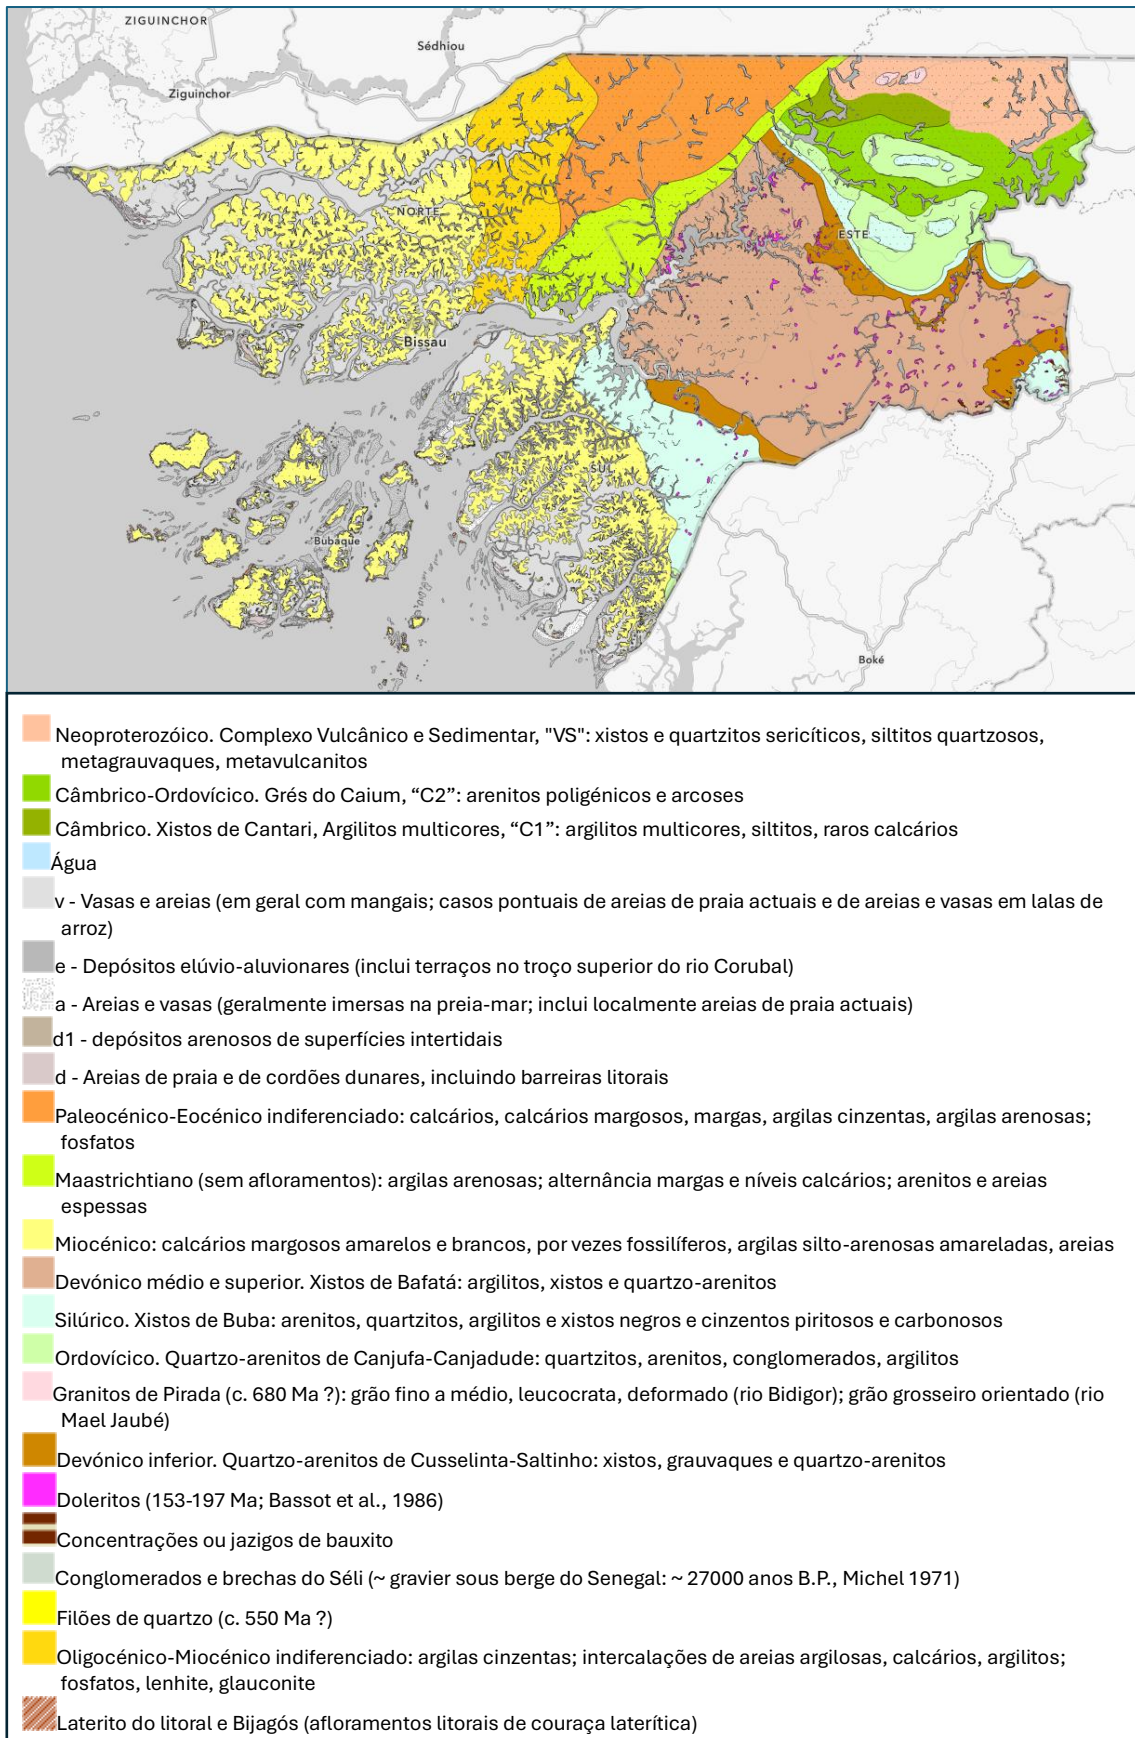 ZIGUINCHOR
Sédhiou
Ziguinchor
NORTE
ESTE
Bissau
SUL
Bubaque
Boké
Neoproterozóico. Complexo Vulcânico e Sedimentar, "VS": xistos e quartzitos sericíticos, siltitos quartzosos,
metagrauvaques, metavulcanitos
Câmbrico-Ordovícico. Grés do Caium, “C2”: arenitos poligénicos e arcoses
Câmbrico. Xistos de Cantari, Argilitos multicores, “C1”: argilitos multicores, siltitos, raros calcários
Água
v - Vasas e areias (em geral com mangais; casos pontuais de areias de praia actuais e de areias e vasas em lalas de
arroz)
e - Depósitos elúvio-aluvionares (inclui terraços no troço superior do rio Corubal)
a - Areias e vasas (geralmente imersas na preia-mar; inclui localmente areias de praia actuais)
d1 - depósitos arenosos de superfícies intertidais
d - Areias de praia e de cordões dunares, incluindo barreiras litorais
Paleocénico-Eocénico indiferenciado: calcários, calcários margosos, margas, argilas cinzentas, argilas arenosas;
fosfatos
Maastrichtiano (sem afloramentos): argilas arenosas; alternância margas e níveis calcários; arenitos e areias
espessas
Miocénico: calcários margosos amarelos e brancos, por vezes fossilíferos, argilas silto-arenosas amareladas, areias
Devónico médio e superior. Xistos de Bafatá: argilitos, xistos e quartzo-arenitos
Silúrico. Xistos de Buba: arenitos, quartzitos, argilitos e xistos negros e cinzentos piritosos e carbonosos
Ordovícico. Quartzo-arenitos de Canjufa-Canjadude: quartzitos, arenitos, conglomerados, argilitos
Granitos de Pirada (c. 680 Ma ?): grão fino a médio, leucocrata, deformado (rio Bidigor); grão grosseiro orientado (rio
Mael Jaubé)
Devónico inferior. Quartzo-arenitos de Cusselinta-Saltinho: xistos, grauvaques e quartzo-arenitos
Doleritos (153-197 Ma; Bassot et al., 1986)
Concentrações ou jazigos de bauxito
Conglomerados e brechas do Séli (~ gravier sous berge do Senegal: ~ 27000 anos B.P., Michel 1971)
Filões de quartzo (c. 550 Ma ?)
Oligocénico-Miocénico indiferenciado: argilas cinzentas; intercalações de areias argilosas, calcários, argilitos;
fosfatos, lenhite, glauconite
Laterito do litoral e Bijagós (afloramentos litorais de couraça laterítica)